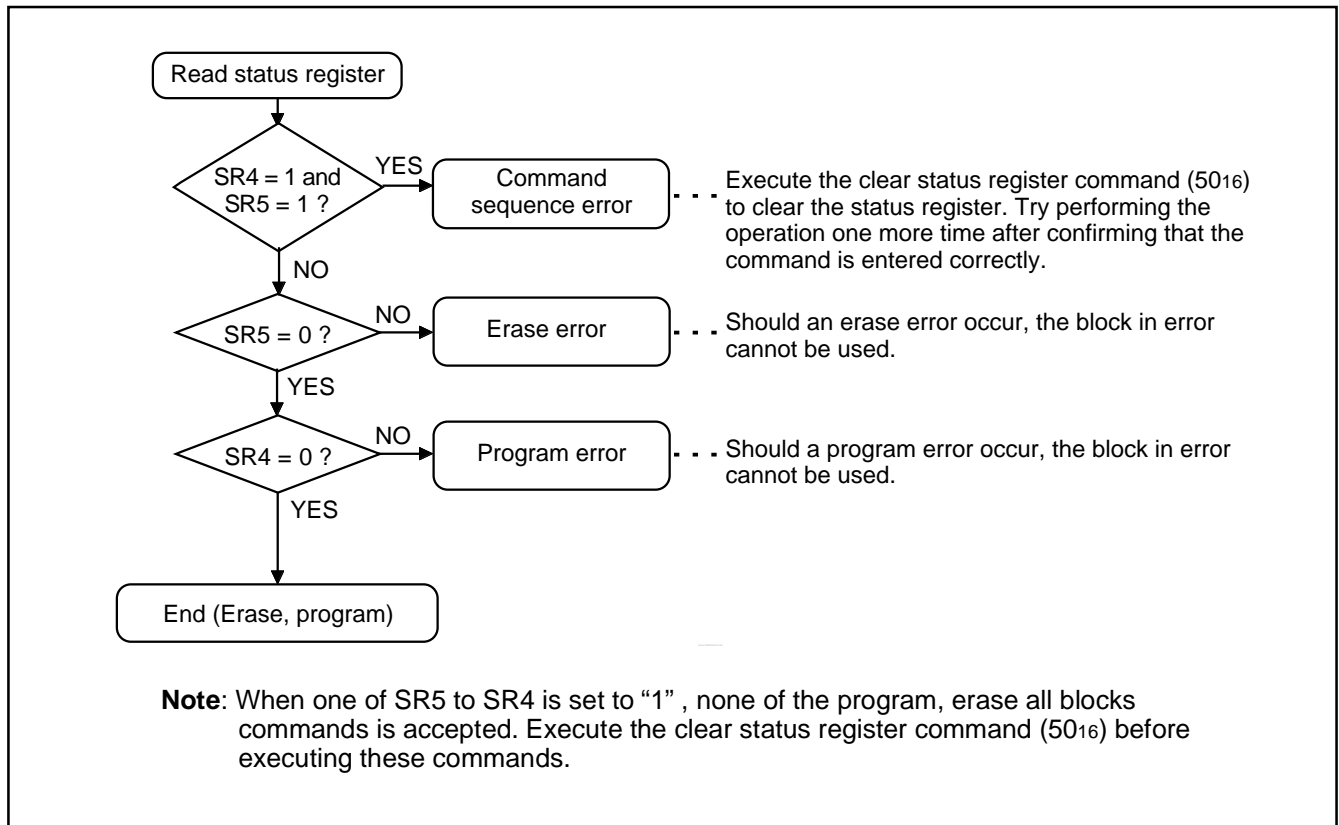 Read status register
SR4 = 1 and
SR5 = 1 ?
YES
Command
sequence error
Execute the clear status register command (5016)
to clear the status register. Try performing the
operation one more time after confirming that the
command is entered correctly.
NO
SR5 = 0 ?
NO
Erase error
Should an erase error occur, the block in error
cannot be used.
YES
SR4 = 0 ?
NO
Program error
Should a program error occur, the block in error
cannot be used.
YES
End (Erase, program)
Note: When one of SR5 to SR4 is set to “1” , none of the program, erase all blocks
commands is accepted. Execute the clear status register command (5016) before
executing these commands.